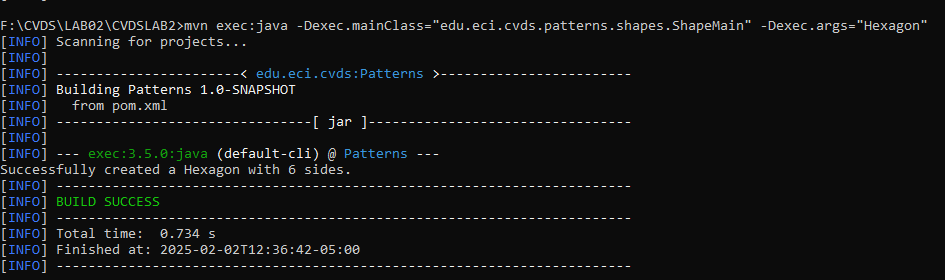 F:\CVDS\LAB02\CVDSLAB2>mvn exec:java -Dexec.mainClass="edu.eci.cvds.patterns.shapes.ShapeMain" -Dexec.args="Hexagon"
[INFO] Scanning for projects...
[INFO]
[INFO] -----------------------< edu.eci.cvds:Patterns >------------------------
[INFO] Building Patterns 1.0-SNAPSHOT
[INFO]   from pom.xml
[INFO] --------------------------------[ jar ]---------------------------------
[INFO]
[INFO] --- exec:3.5.0:java (default-cli) @ Patterns ---
Successfully created a Hexagon with 6 sides.
[INFO] ------------------------------------------------------------------------
[INFO] BUILD SUCCESS
[INFO] ------------------------------------------------------------------------
[INFO] Total time:  0.734 s
[INFO] Finished at: 2025-02-02T12:36:42-05:00
[INFO] ------------------------------------------------------------------------